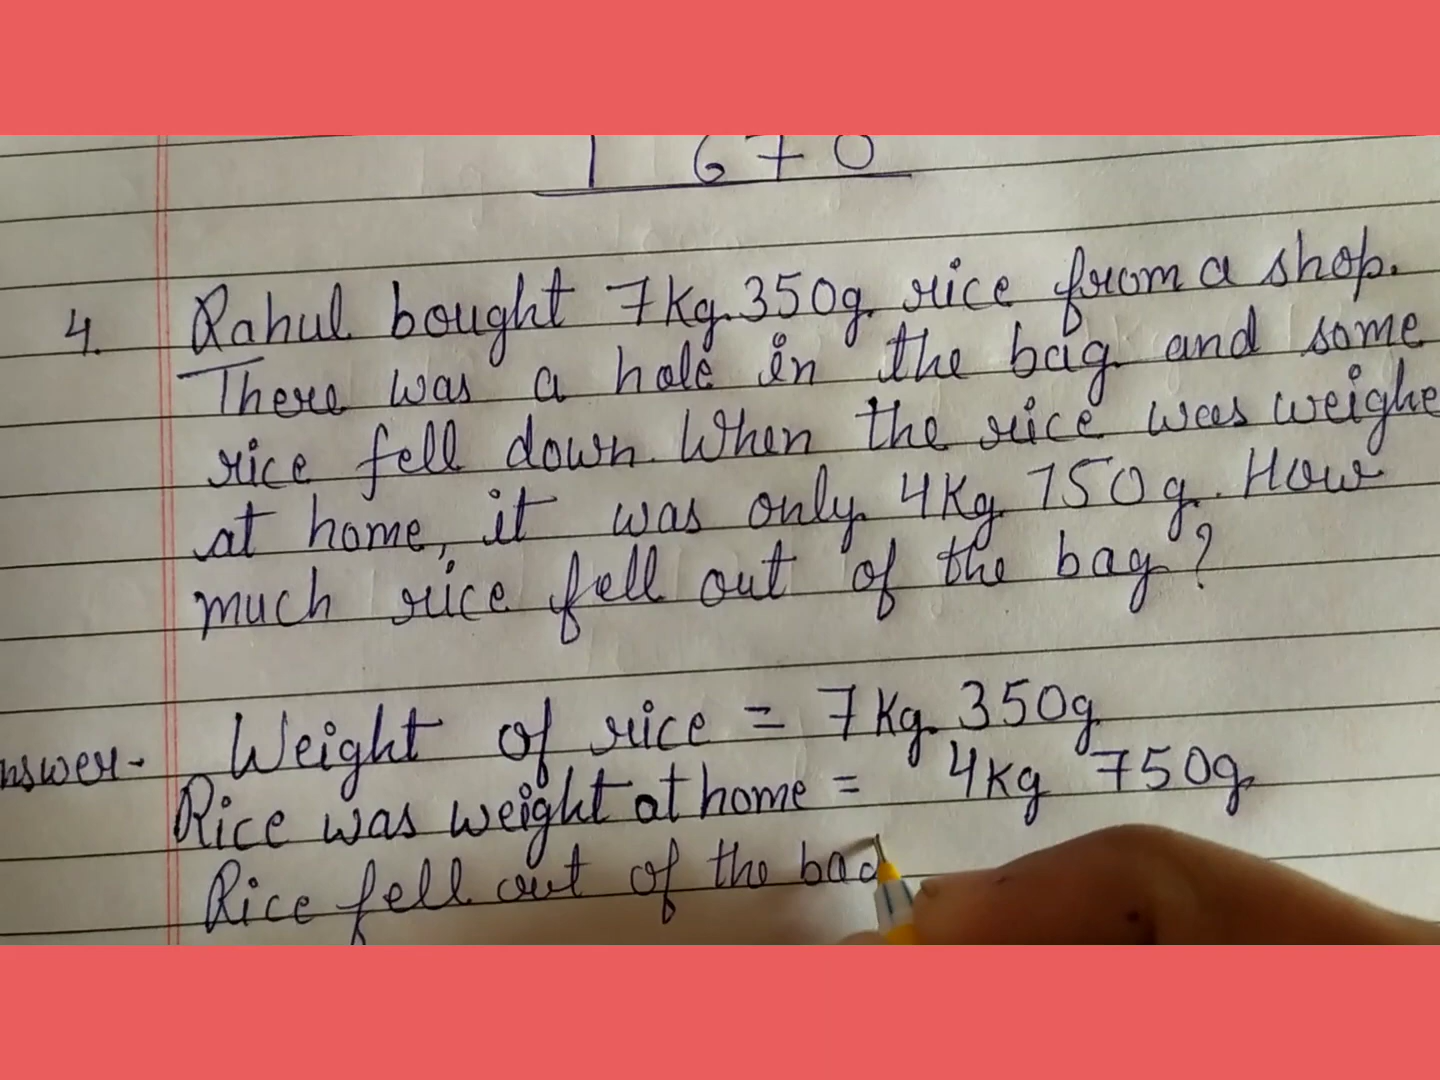 1 670
4. Rahul bought 7kg. 350g. rice from a shop.
There was a hole in the bag and some
rice fell down. When the rice was weighe
at home, it was only 4kg 750g. How
much rice fell out of the bag?
nswer- Weight of rice = 7kg. 350g
Rice was weight at home = 4kg 750g.
Rice fell out of the bag